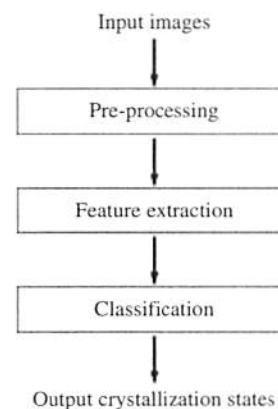 Input images
Pre-processing
Feature extraction
Classification
Output crystallization states